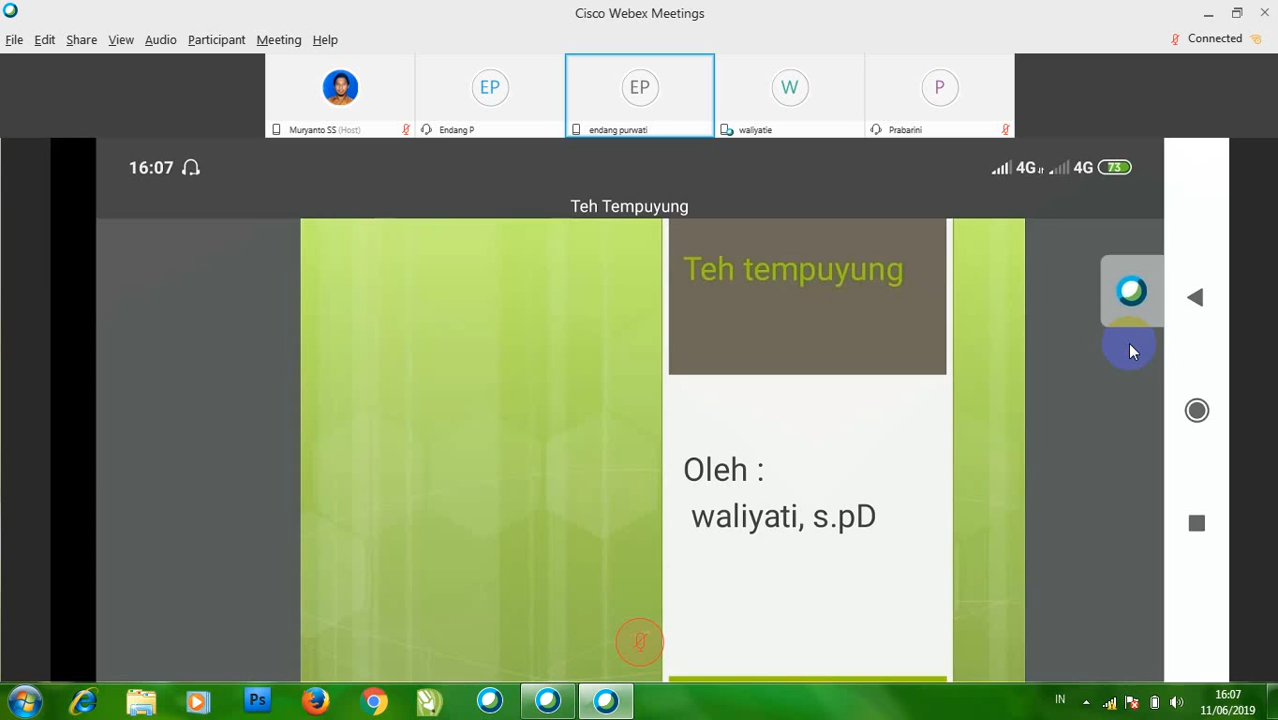 Cisco Webex Meetings
File Edit Share View Audio Participant Meeting Help
Connected
EP
EP
W
P
Muryanto SS (Host)
Endang P
endang purwati
waliyatie
Prabarini
16:07
4G 4G 73
Teh Tempuyung
Teh tempuyung
Oleh :
waliyati, s.pD
Ps
IN
16:07
11/06/2019